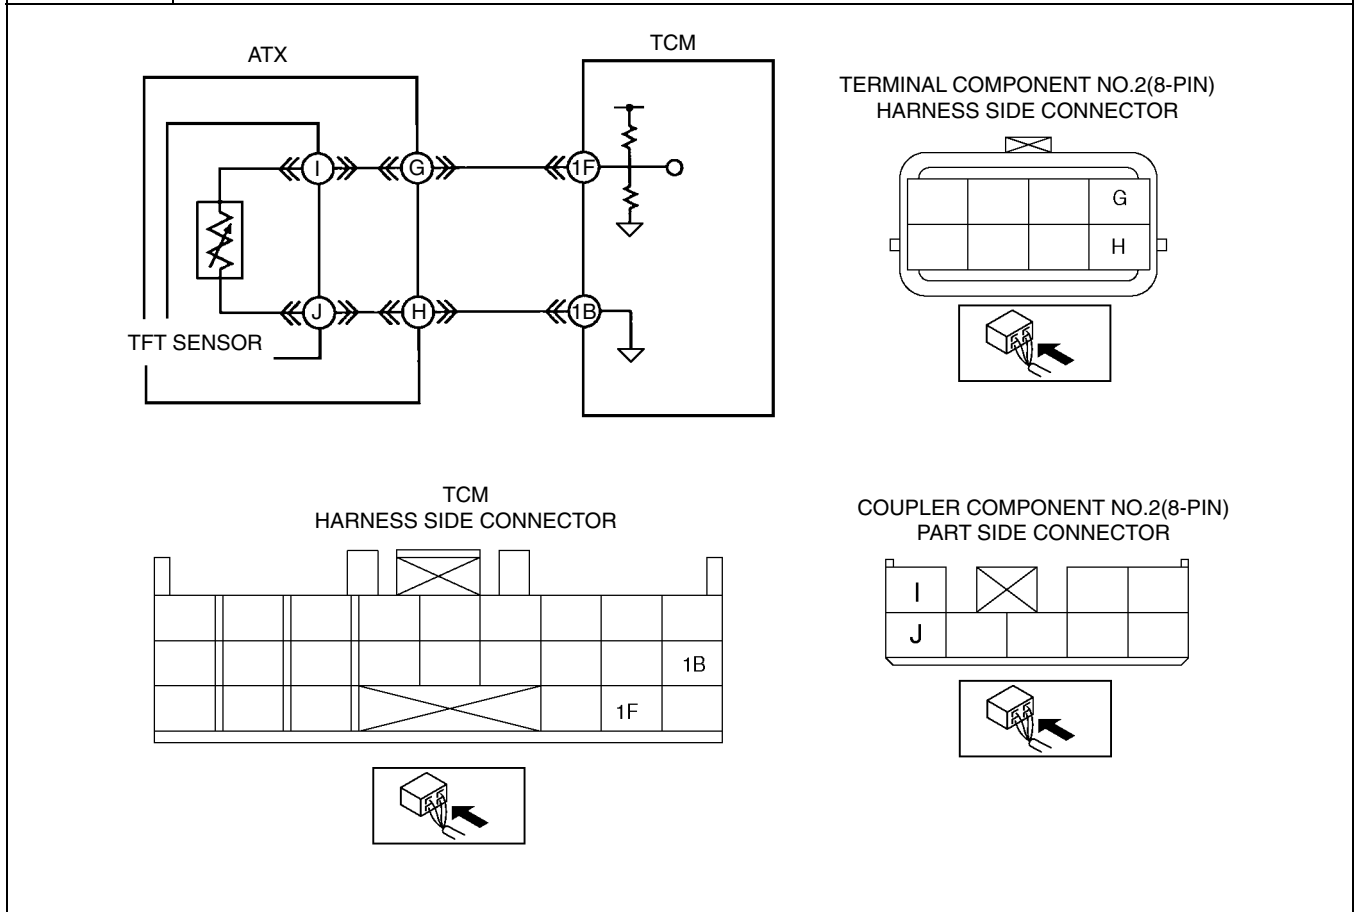 ATX
TCM
TERMINAL COMPONENT NO.2(8-PIN)
HARNESS SIDE CONNECTOR
I
G
1F
G
H
J
H
1B
TFT SENSOR
TCM
HARNESS SIDE CONNECTOR
COUPLER COMPONENT NO.2(8-PIN)
PART SIDE CONNECTOR
I
J
1B
1F